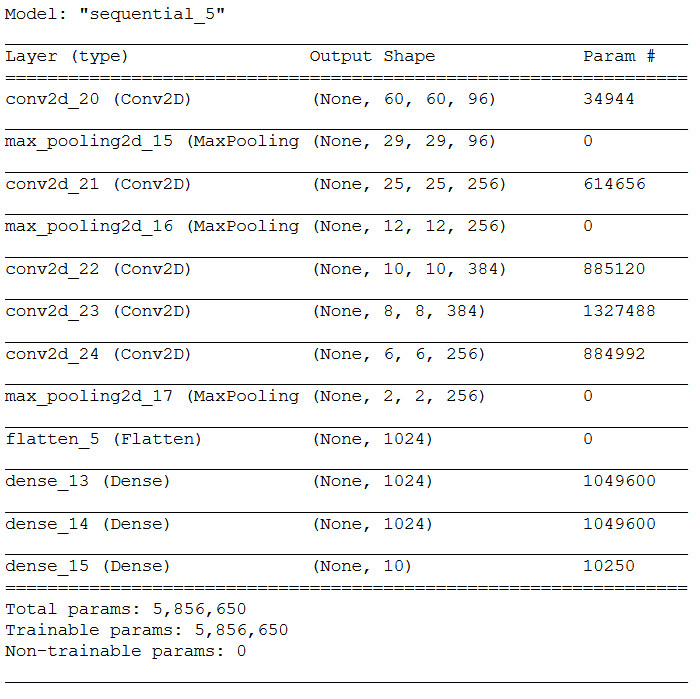 Model: "sequential_5"
Layer (type) Output Shape Param #
conv2d_20 (Conv2D) (None, 60, 60, 96) 34944
max_pooling2d_15 (MaxPooling (None, 29, 29, 96) 0
conv2d_21 (Conv2D) (None, 25, 25, 256) 614656
max_pooling2d_16 (MaxPooling (None, 12, 12, 256) 0
conv2d_22 (Conv2D) (None, 10, 10, 384) 885120
conv2d_23 (Conv2D) (None, 8, 8, 384) 1327488
conv2d_24 (Conv2D) (None, 6, 6, 256) 884992
max_pooling2d_17 (MaxPooling (None, 2, 2, 256) 0
flatten_5 (Flatten) (None, 1024) 0
dense_13 (Dense) (None, 1024) 1049600
dense_14 (Dense) (None, 1024) 1049600
dense_15 (Dense) (None, 10) 10250
Total params: 5,856,650
Trainable params: 5,856,650
Non-trainable params: 0